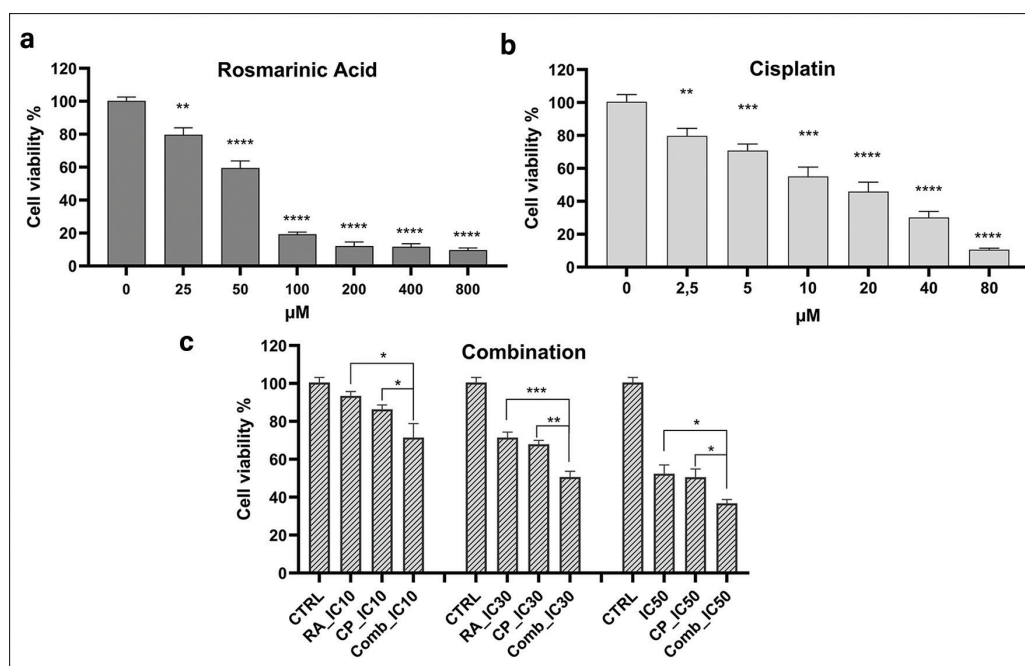 a
Rosmarinic Acid
Cell viability %
120
100
80
60
40
20
0
**
****
****
****
****
****
0 25 50 100 200 400 800
µM
b
Cisplatin
Cell viability %
120
100
80
60
40
20
0
**
***
***
****
****
****
0 2,5 5 10 20 40 80
µM
c
Combination
Cell viability %
120
100
80
60
40
20
0
*
*
***
**
*
*
CTRL
RA_IC10
CP_IC10
Comb_IC10
CTRL
RA_IC30
CP_IC30
Comb_IC30
CTRL
IC50
CP_IC50
Comb_IC50